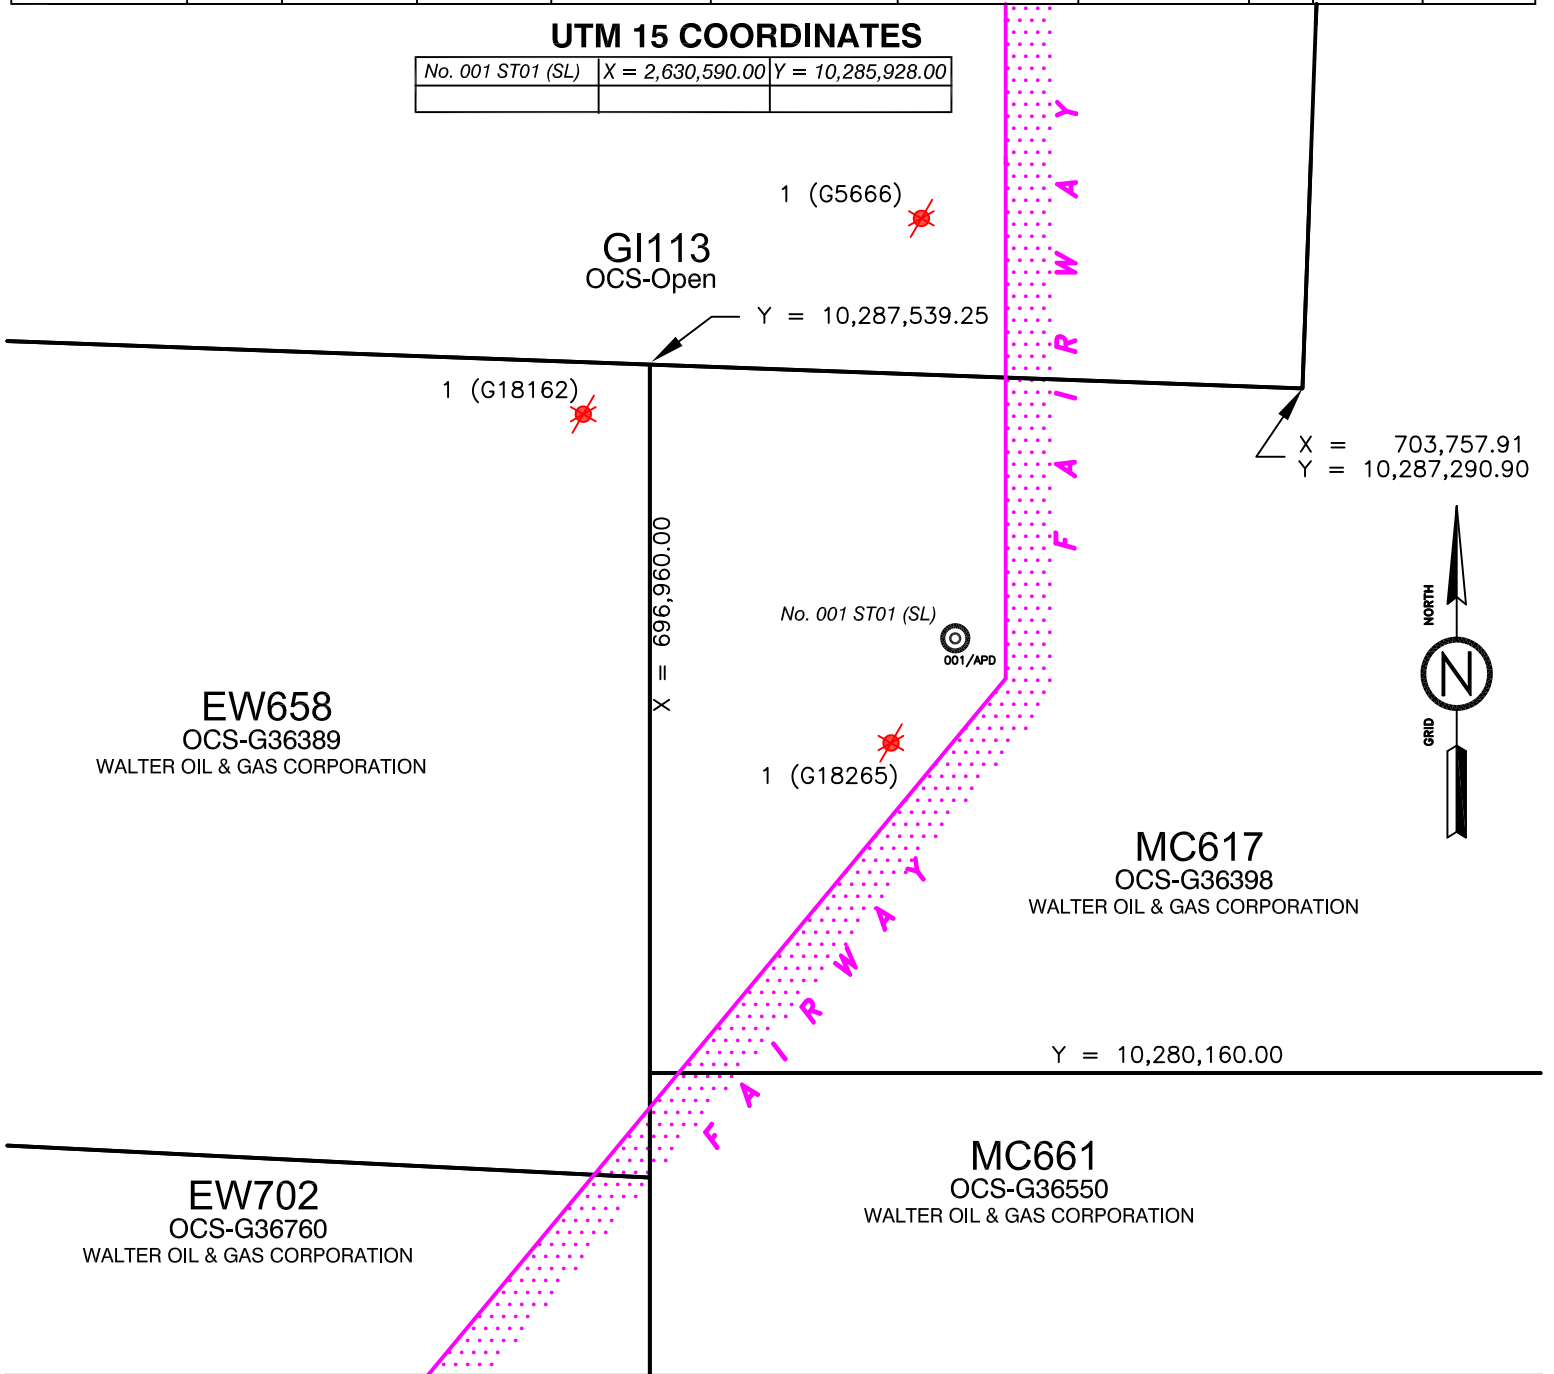 UTM 15 COORDINATES
No. 001 ST01 (SL) X = 2,630,590.00 Y = 10,285,928.00
1 (G5666)
GI113
OCS-Open
Y = 10,287,539.25
FAIRWAY
1 (G18162)
X = 703,757.91
Y = 10,287,290.90
X = 696,960.00
No. 001 ST01 (SL)
001/APD
NORTH
N
GRID
EW658
OCS-G36389
WALTER OIL & GAS CORPORATION
1 (G18265)
MC617
OCS-G36398
WALTER OIL & GAS CORPORATION
FAIRWAY
Y = 10,280,160.00
MC661
OCS-G36550
WALTER OIL & GAS CORPORATION
EW702
OCS-G36760
WALTER OIL & GAS CORPORATION